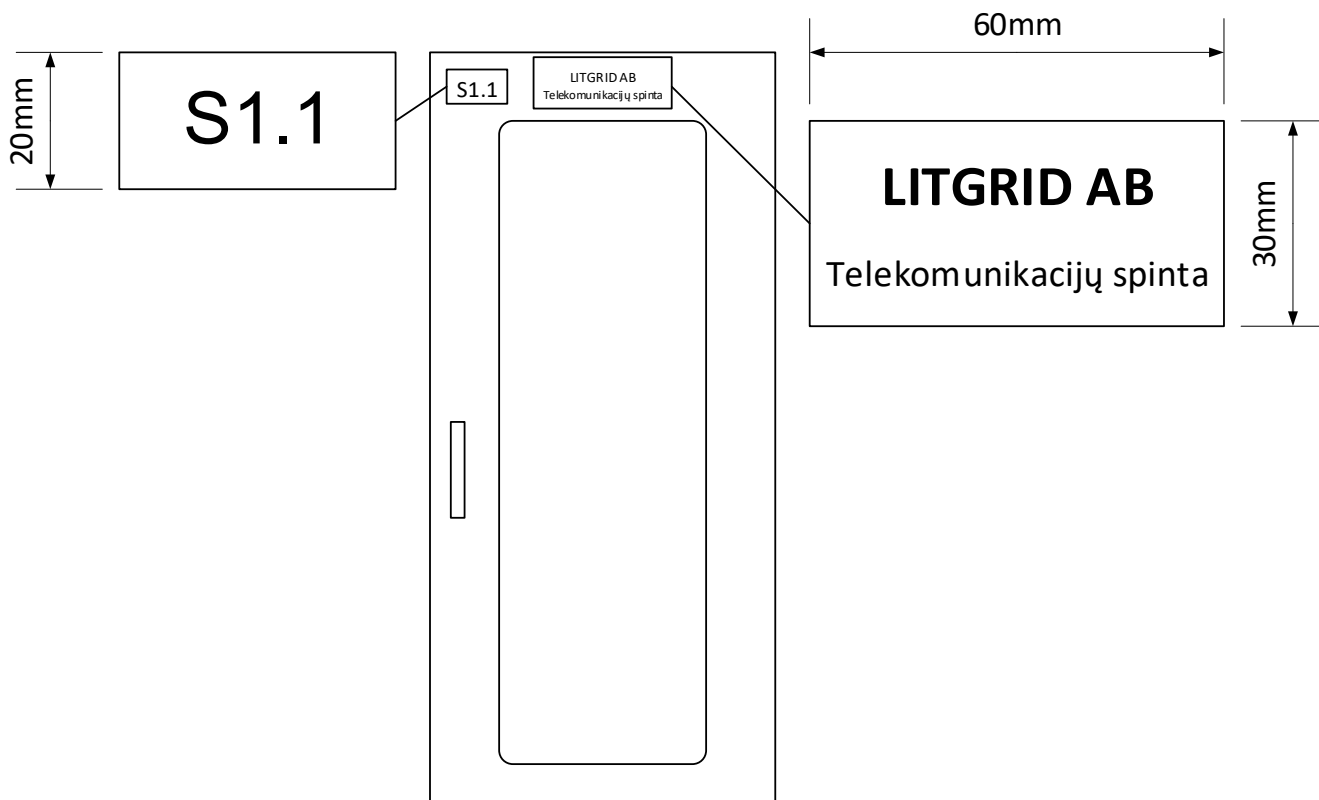 60mm
20mm
S1.1
S1.1
LITGRID AB
Telekomunikacijų spinta
LITGRID AB
Telekomunikacijų spinta
30mm